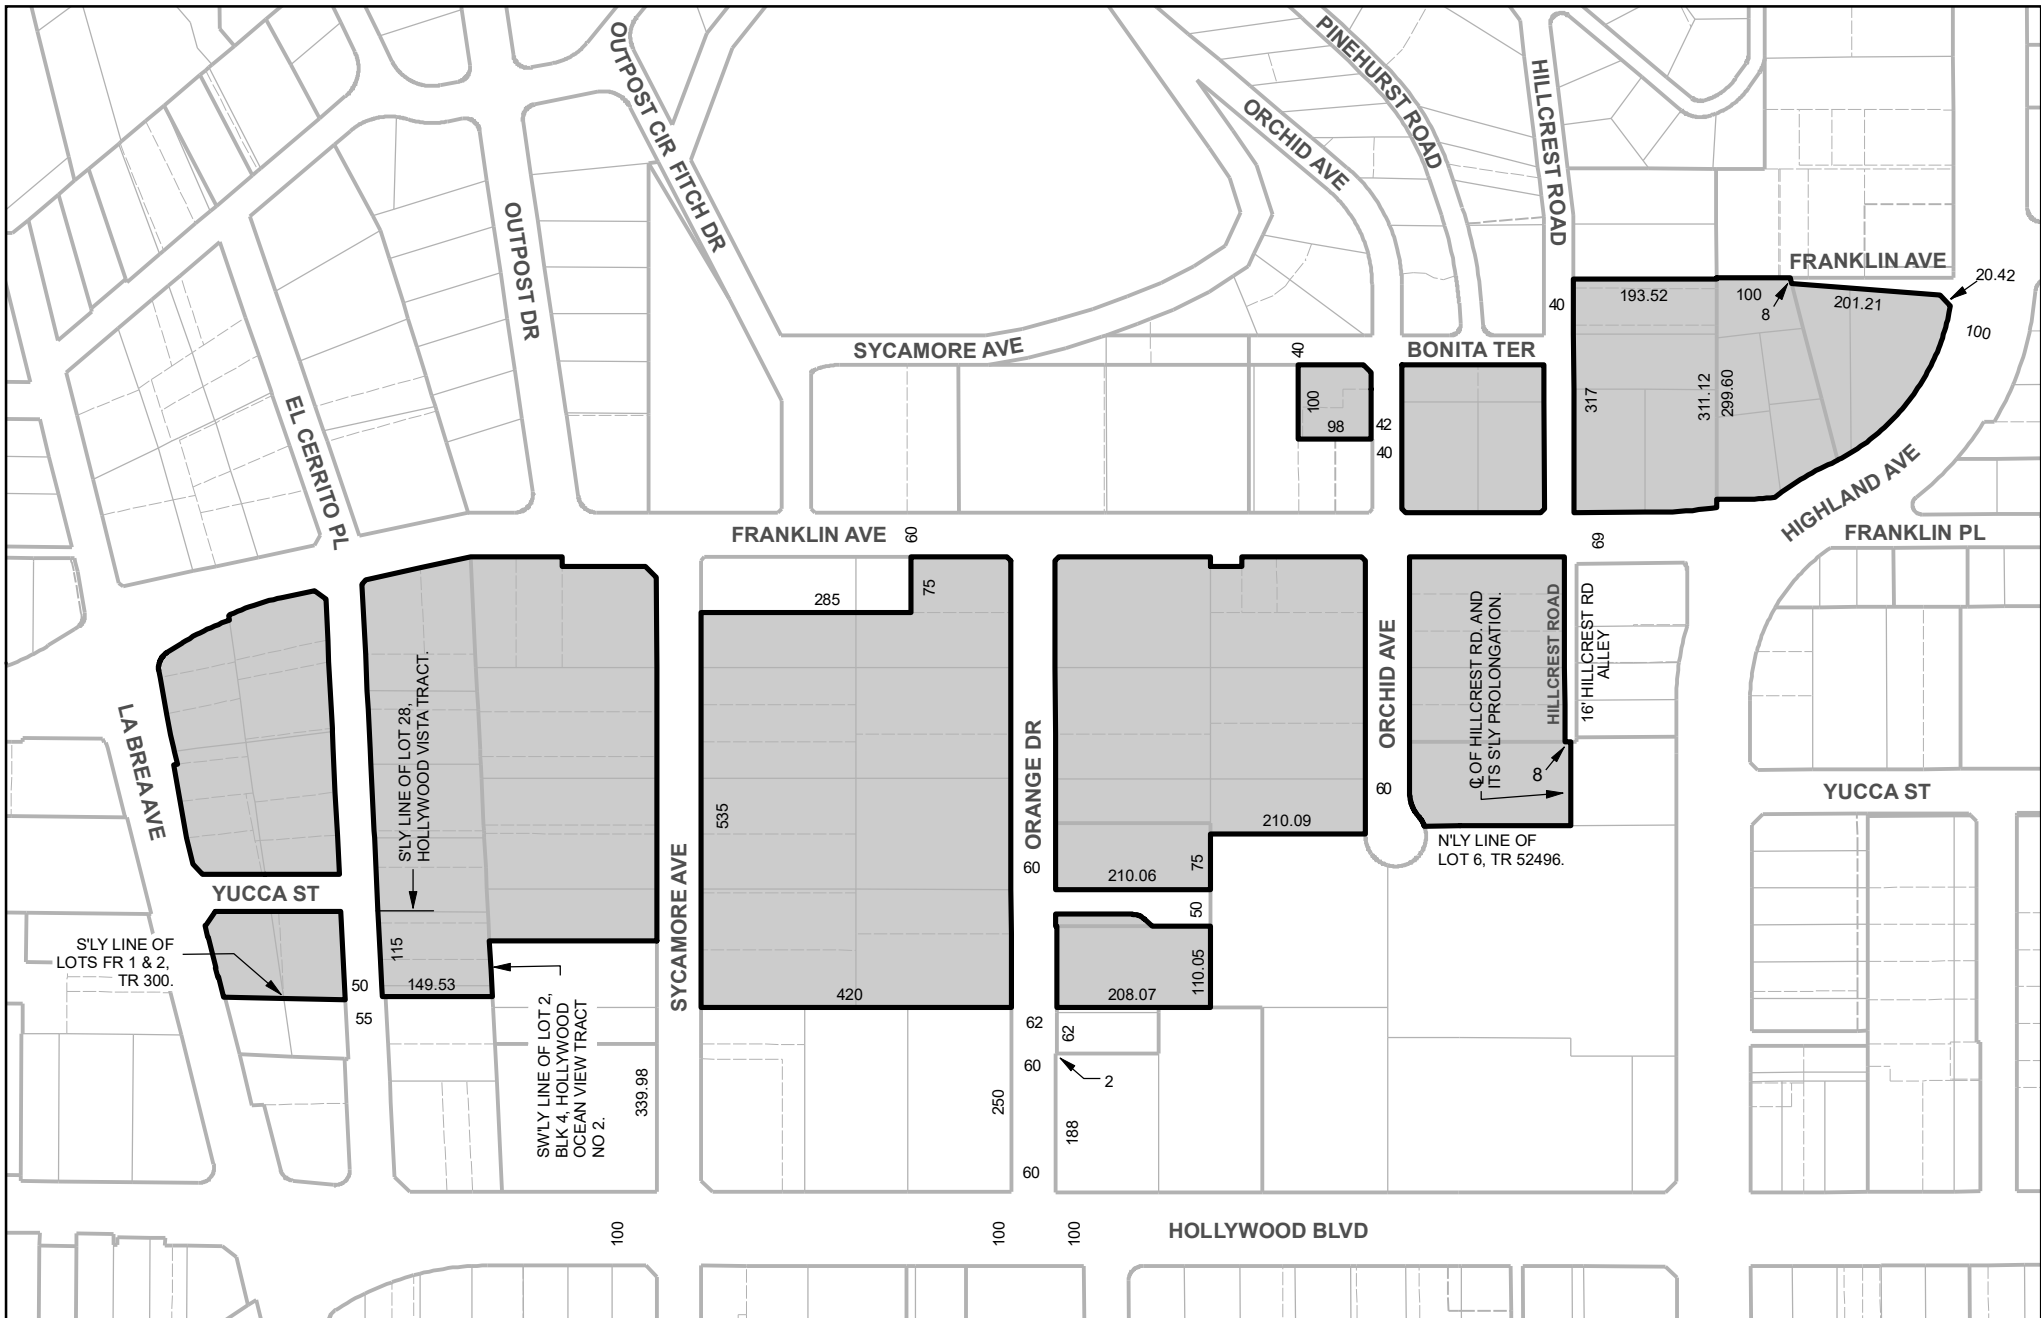 OUTPOST CIR
FITCH DR
PINEHURST ROAD
ORCHID AVE
HILLCREST ROAD
OUTPOST DR
EL CERRITO PL
SYCAMORE AVE
BONITA TER
FRANKLIN AVE
20.42
193.52
100
8
201.21
100
40
40
317
311.12
299.60
100
98
42
40
HIGHLAND AVE
FRANKLIN PL
FRANKLIN AVE
60
69
285
75
LA BREA AVE
S'LY LINE OF LOT 28,
HOLLYWOOD VISTA TRACT.
SYCAMORE AVE
535
ORANGE DR
ORCHID AVE
℄ OF HILLCREST RD. AND
ITS S'LY PROLONGATION.
HILLCREST ROAD
16' HILLCREST RD
ALLEY
8
60
YUCCA ST
210.09
N'LY LINE OF
LOT 6, TR 52496.
60
210.06
75
50
YUCCA ST
S'LY LINE OF
LOTS FR 1 & 2,
TR 300.
50
55
115
149.53
420
208.07
110.05
SW'LY LINE OF LOT 2,
BLK 4, HOLLYWOOD
OCEAN VIEW TRACT
NO 2.
339.98
62
62
60
2
250
188
60
100
100
100
HOLLYWOOD BLVD